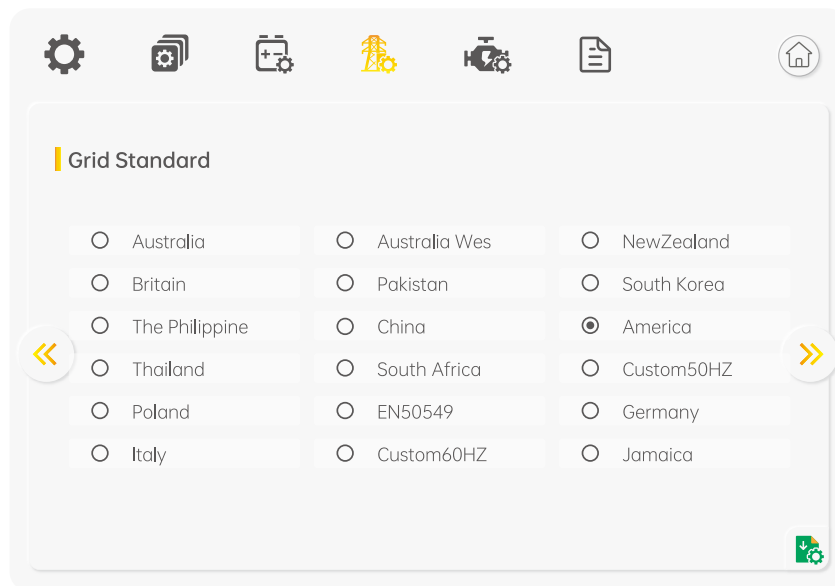 Grid Standard
Australia Australia Wes NewZealand
Britain Pakistan South Korea
The Philippine China America
Thailand South Africa Custom50HZ
Poland EN50549 Germany
Italy Custom60HZ Jamaica